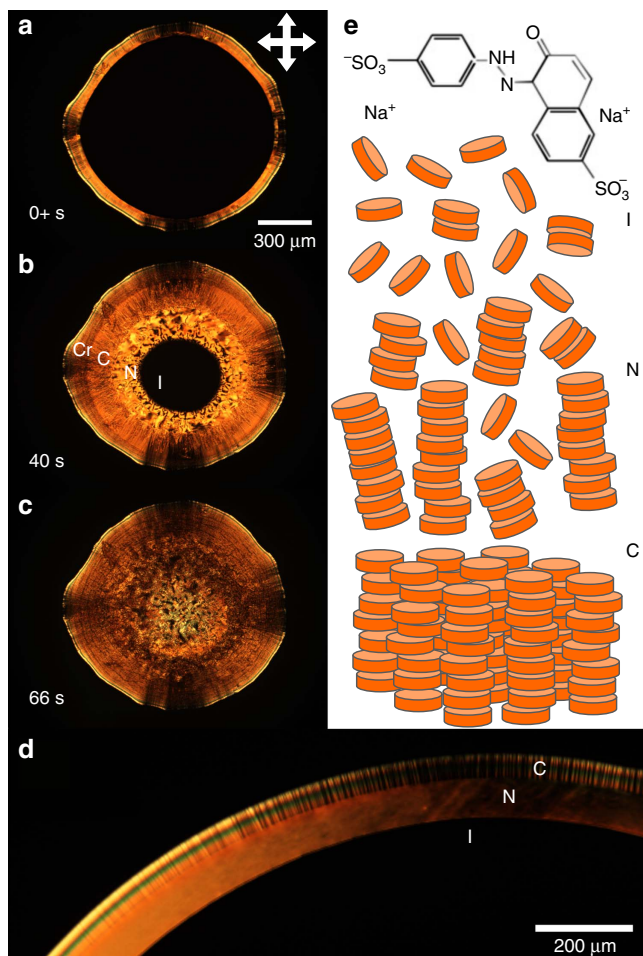 a
0+ s
300 μm
b
Cr
C
N
I
40 s
c
66 s
e
O
NH
N
⁻SO₃
Na⁺
Na⁺
SO₃⁻
I
N
C
d
C
N
I
200 μm